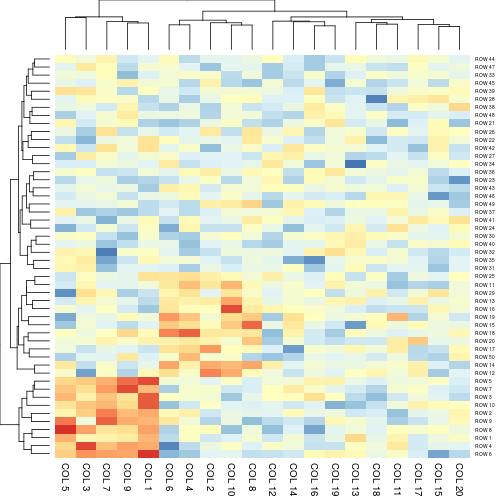 ROW 44
ROW 47
ROW 33
ROW 45
ROW 39
ROW 28
ROW 38
ROW 48
ROW 21
ROW 26
ROW 22
ROW 42
ROW 27
ROW 34
ROW 36
ROW 23
ROW 43
ROW 46
ROW 49
ROW 37
ROW 41
ROW 24
ROW 30
ROW 40
ROW 32
ROW 35
ROW 31
ROW 25
ROW 11
ROW 29
ROW 13
ROW 16
ROW 19
ROW 15
ROW 18
ROW 20
ROW 17
ROW 50
ROW 14
ROW 12
ROW 5
ROW 7
ROW 3
ROW 10
ROW 2
ROW 9
ROW 8
ROW 1
ROW 4
ROW 6
COL 5
COL 3
COL 7
COL 9
COL 1
COL 6
COL 4
COL 2
COL 10
COL 8
COL 12
COL 14
COL 16
COL 19
COL 13
COL 18
COL 11
COL 17
COL 15
COL 20